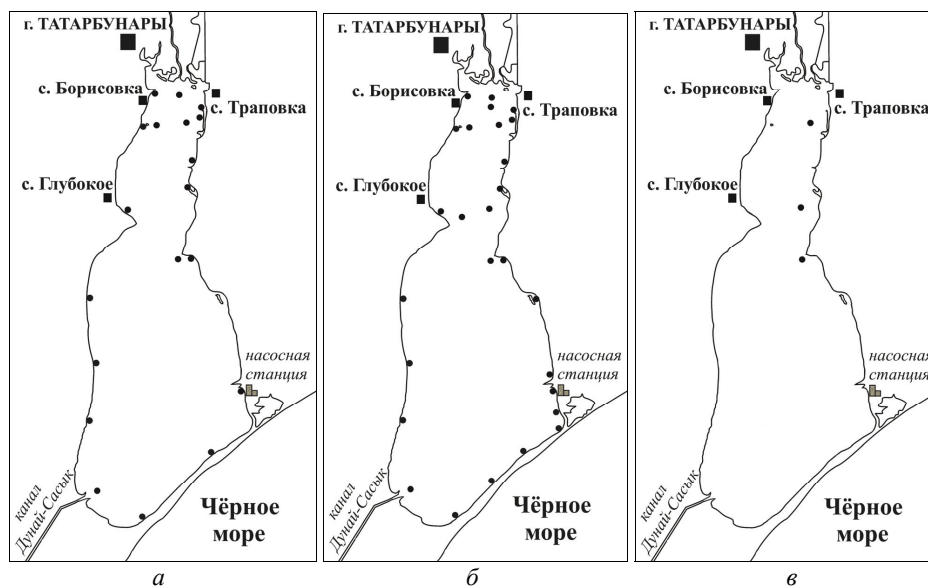 г. ТАТАРБУНАРЫ
с. Борисовка
с. Траповка
с. Глубокое
насосная
станция
канал
Дунай-Сасык
Чёрное
море
а
г. ТАТАРБУНАРЫ
с. Борисовка
с. Траповка
с. Глубокое
насосная
станция
канал
Дунай-Сасык
Чёрное
море
б
г. ТАТАРБУНАРЫ
с. Борисовка
с. Траповка
с. Глубокое
насосная
станция
канал
Дунай-Сасык
Чёрное
море
в